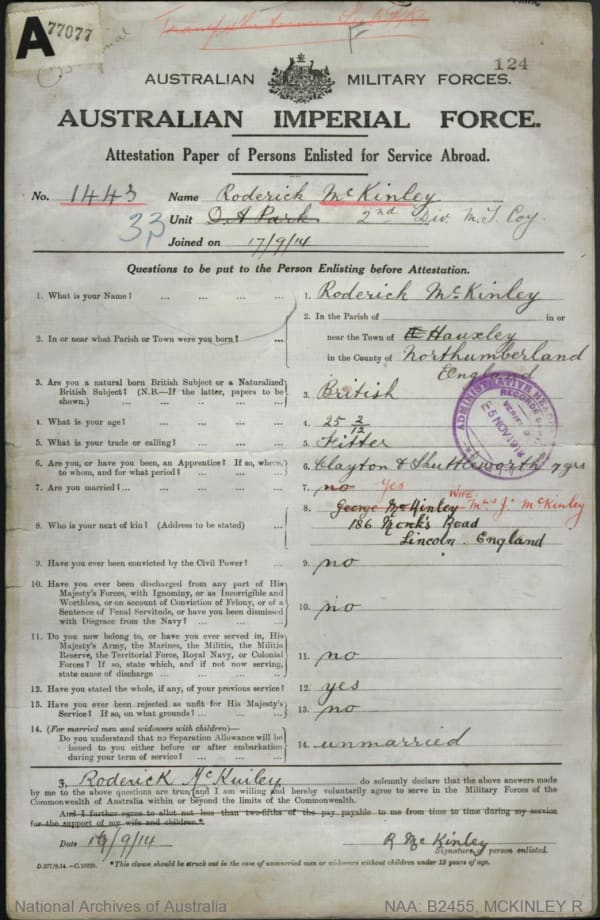 A 77077
124
AUSTRALIAN MILITARY FORCES.
AUSTRALIAN IMPERIAL FORCE.
Attestation Paper of Persons Enlisted for Service Abroad.
No. 1443 Name Roderick McKinley
33 Unit D A Park 2nd Div. M.T. Coy.
Joined on 17/9/14
Questions to be put to the Person Enlisting before Attestation.
1. What is your Name? ... ... ... ... 1. Roderick McKinley
2. In the Parish of in or
2. In or near what Parish or Town were you born? ... near the Town of Hauxley
in the County of Northumberland
England
3. Are you a natural born British Subject or a Naturalized
British Subject? (N.B.—If the latter, papers to be
shown.) ... ... ... ... 3. British
4. What is your age? ... ... ... ... 4. 25 2/12
5. What is your trade or calling? ... ... ... 5. Fitter
6. Are you, or have you been, an Apprentice? If so, where,
to whom, and for what period? ... ... ... 6. Clayton & Shuttleworth 7 yrs
7. Are you married? ... ... ... ... 7. no Yes
8. George McKinley WIFE. Mrs J. McKinley
8. Who is your next of kin? (Address to be stated) ... 186 Monk's Road
Lincoln. England
9. Have you ever been convicted by the Civil Power? ... 9. no
10. Have you ever been discharged from any part of His
Majesty's Forces, with Ignominy, or as Incorrigible and
Worthless, or on account of Conviction of Felony, or of a
Sentence of Penal Servitude, or have you been dismissed
with Disgrace from the Navy? ... ... ... 10. no
11. Do you now belong to, or have you ever served in, His
Majesty's Army, the Marines, the Militia, the Militia
Reserve, the Territorial Force, Royal Navy, or Colonial
Forces? If so, state which, and if not now serving,
state cause of discharge ... ... ... ... 11. no
12. Have you stated the whole, if any, of your previous service? 12. yes
13. Have you ever been rejected as unfit for His Majesty's
Service? If so, on what grounds? ... ... ... 13. no
14. (For married men and widowers with children)—
Do you understand that no Separation Allowance will be
issued to you either before or after embarkation
during your term of service? ... ... ... 14. unmarried
I, Roderick McKinley do solemnly declare that the above answers made
by me to the above questions are true, and I am willing and hereby voluntarily agree to serve in the Military Forces of the
Commonwealth of Australia within or beyond the limits of the Commonwealth.
And I further agree to allot not less than two-fifths of the pay payable to me from time to time during my service
for the support of my wife and children.*
Date /9/14 R McKinley
Signature of person enlisted.
D.377/9.14.—C.10233. *This clause should be struck out in the case of unmarried men or widowers without children under 18 years of age.
ADMINISTRATIVE
RECORDS
VERIFIED
5 NOV 1918
National Archives of Australia NAA: B2455, MCKINLEY R